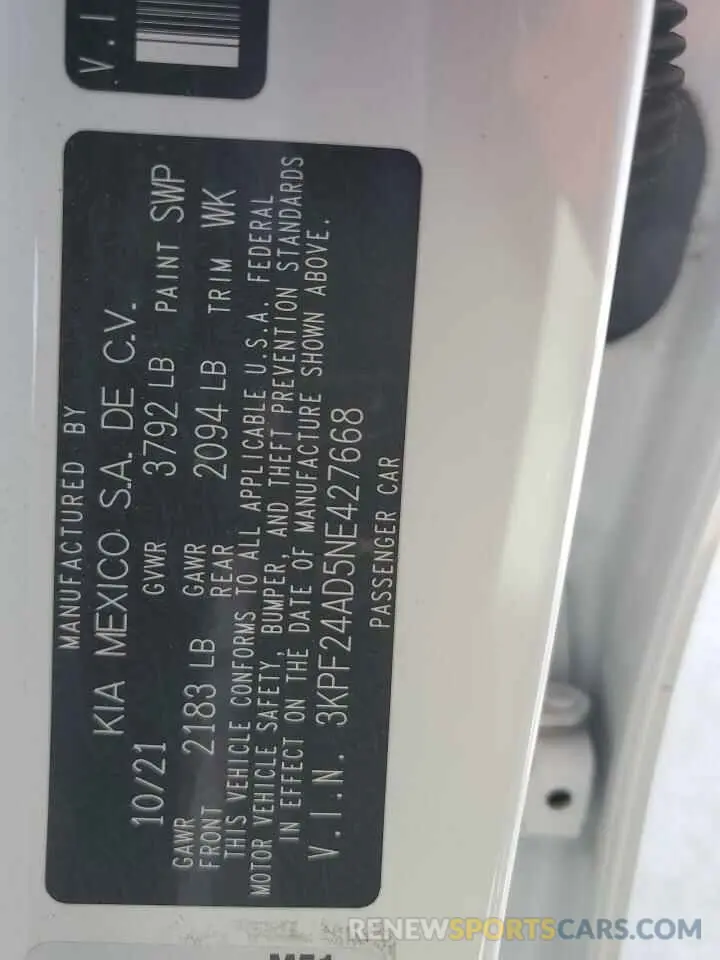 V.I
MANUFACTURED BY
KIA MEXICO S.A. DE C.V.
10/21 GVWR 3792 LB PAINT SWP
GAWR FRONT 2183 LB GAWR REAR 2094 LB TRIM WK
THIS VEHICLE CONFORMS TO ALL APPLICABLE U.S.A. FEDERAL
MOTOR VEHICLE SAFETY, BUMPER, AND THEFT PREVENTION STANDARDS
IN EFFECT ON THE DATE OF MANUFACTURE SHOWN ABOVE.
V.I.N. 3KPF24AD5NE427668
PASSENGER CAR
RENEWSPORTSCARS.COM